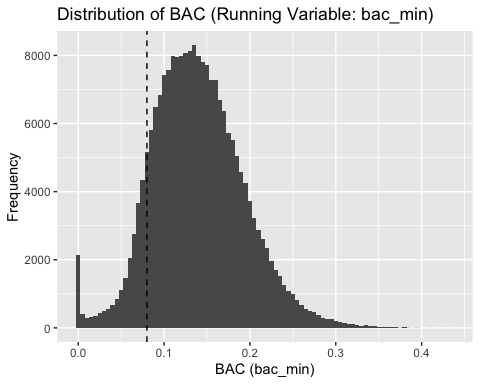 Distribution of BAC (Running Variable: bac_min)
8000
6000
4000
2000
0
Frequency
0.0 0.1 0.2 0.3 0.4
BAC (bac_min)